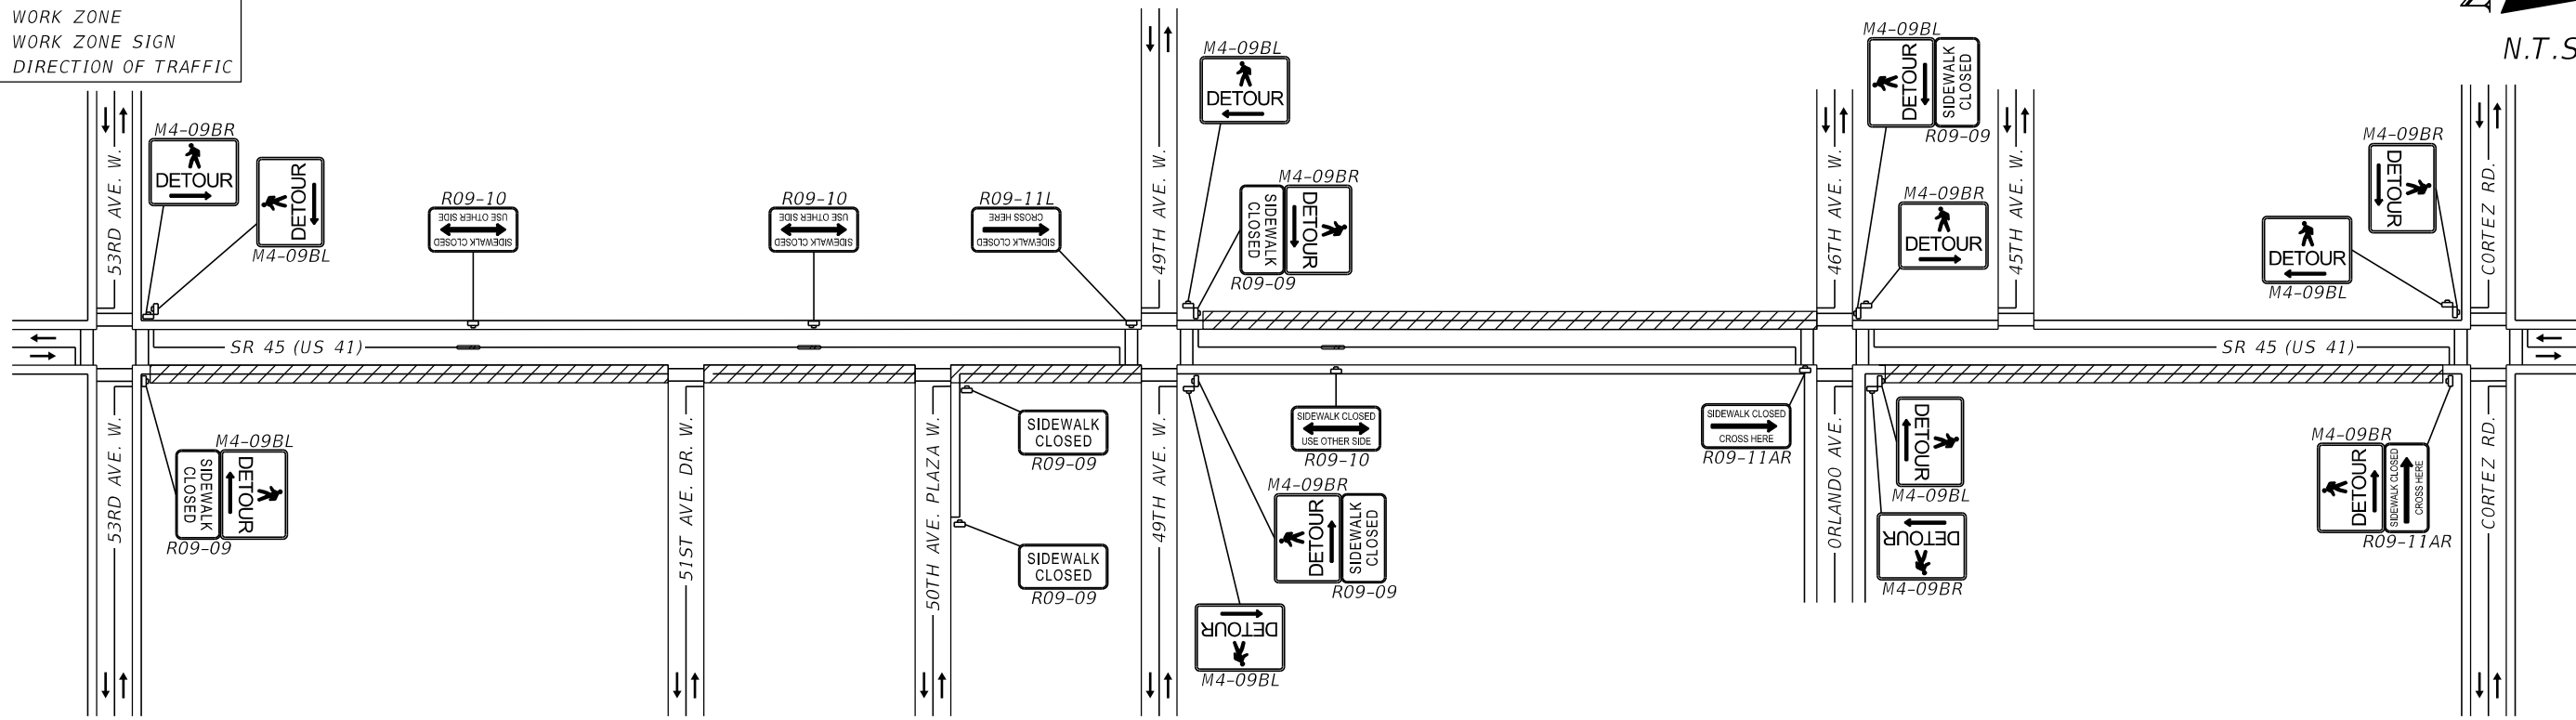 WORK ZONE
WORK ZONE SIGN
DIRECTION OF TRAFFIC
N.T.S
53RD AVE. W.
M4-09BR
DETOUR
DETOUR
M4-09BL
R09-10
SIDEWALK CLOSED
USE OTHER SIDE
R09-10
SIDEWALK CLOSED
USE OTHER SIDE
R09-11L
SIDEWALK CLOSED
CROSS HERE
49TH AVE. W.
M4-09BL
DETOUR
M4-09BR
SIDEWALK
CLOSED
DETOUR
R09-09
46TH AVE. W.
M4-09BL
DETOUR
SIDEWALK
CLOSED
R09-09
M4-09BR
DETOUR
45TH AVE. W.
M4-09BR
DETOUR
DETOUR
M4-09BL
CORTEZ RD.
SR 45 (US 41)
SR 45 (US 41)
53RD AVE. W.
M4-09BL
SIDEWALK
CLOSED
DETOUR
R09-09
51ST AVE. DR. W.
50TH AVE. PLAZA W.
SIDEWALK
CLOSED
R09-09
SIDEWALK
CLOSED
R09-09
49TH AVE. W.
SIDEWALK CLOSED
USE OTHER SIDE
R09-10
M4-09BR
DETOUR
SIDEWALK
CLOSED
R09-09
DETOUR
M4-09BL
SIDEWALK CLOSED
CROSS HERE
R09-11AR
ORLANDO AVE.
DETOUR
M4-09BL
DETOUR
M4-09BR
M4-09BR
DETOUR
SIDEWALK CLOSED
CROSS HERE
R09-11AR
CORTEZ RD.